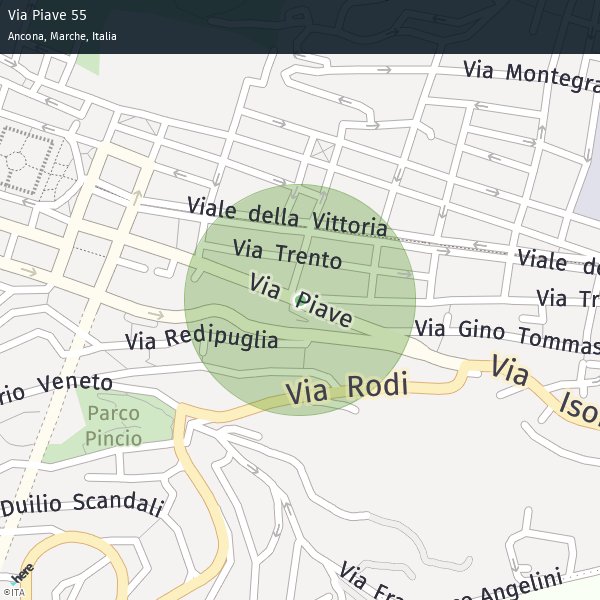 Via Piave 55
Ancona, Marche, Italia
Via Montegra
Viale della Vittoria
Via Trento
Viale de
Via Piave
Via Tr
Via Redipuglia
Via Gino Tommas
rio Veneto
Via Rodi
Via Iso
Parco
Pincio
Duilio Scandali
Via Fra
Angelini
here
©ITA